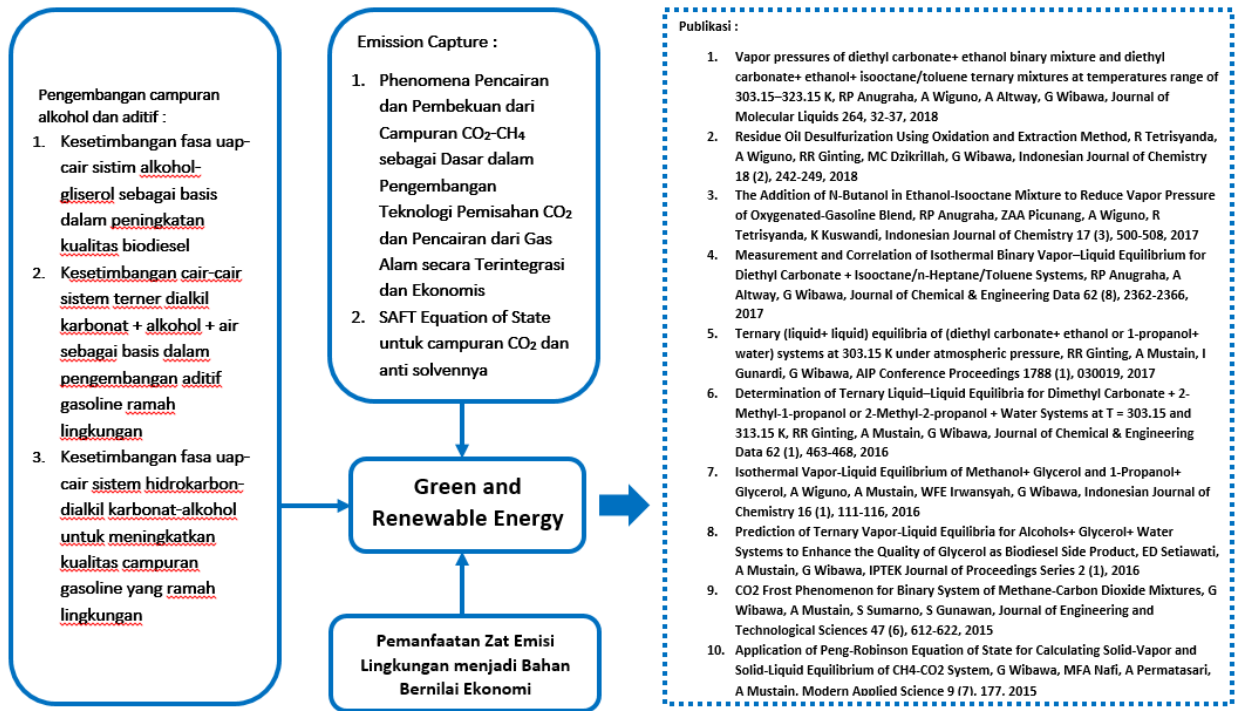 Pengembangan campuran
alkohol dan aditif :
1. Kesetimbangan fasa uap-
cair sistim alkohol-
gliserol sebagai basis
dalam peningkatan
kualitas biodiesel
2. Kesetimbangan cair-cair
sistem terner dialkil
karbonat + alkohol + air
sebagai basis dalam
pengembangan aditif
gasoline ramah
lingkungan
3. Kesetimbangan fasa uap-
cair sistem hidrokarbon-
dialkil karbonat-alkohol
untuk meningkatkan
kualitas campuran
gasoline yang ramah
lingkungan
Emission Capture :
1. Phenomena Pencairan
dan Pembekuan dari
Campuran CO₂-CH₄
sebagai Dasar dalam
Pengembangan
Teknologi Pemisahan CO₂
dan Pencairan dari Gas
Alam secara Terintegrasi
dan Ekonomis
2. SAFT Equation of State
untuk campuran CO₂ dan
anti solvennya
Green and
Renewable Energy
Pemanfaatan Zat Emisi
Lingkungan menjadi Bahan
Bernilai Ekonomi
Publikasi :
1. Vapor pressures of diethyl carbonate+ ethanol binary mixture and diethyl
carbonate+ ethanol+ isooctane/toluene ternary mixtures at temperatures range of
303.15–323.15 K, RP Anugraha, A Wiguno, A Altway, G Wibawa, Journal of
Molecular Liquids 264, 32-37, 2018
2. Residue Oil Desulfurization Using Oxidation and Extraction Method, R Tetrisyanda,
A Wiguno, RR Ginting, MC Dzikrillah, G Wibawa, Indonesian Journal of Chemistry
18 (2), 242-249, 2018
3. The Addition of N-Butanol in Ethanol-Isooctane Mixture to Reduce Vapor Pressure
of Oxygenated-Gasoline Blend, RP Anugraha, ZAA Picunang, A Wiguno, R
Tetrisyanda, K Kuswandi, Indonesian Journal of Chemistry 17 (3), 500-508, 2017
4. Measurement and Correlation of Isothermal Binary Vapor–Liquid Equilibrium for
Diethyl Carbonate + Isooctane/n-Heptane/Toluene Systems, RP Anugraha, A
Altway, G Wibawa, Journal of Chemical & Engineering Data 62 (8), 2362-2366,
2017
5. Ternary (liquid+ liquid) equilibria of (diethyl carbonate+ ethanol or 1-propanol+
water) systems at 303.15 K under atmospheric pressure, RR Ginting, A Mustain, I
Gunardi, G Wibawa, AIP Conference Proceedings 1788 (1), 030019, 2017
6. Determination of Ternary Liquid–Liquid Equilibria for Dimethyl Carbonate + 2-
Methyl-1-propanol or 2-Methyl-2-propanol + Water Systems at T = 303.15 and
313.15 K, RR Ginting, A Mustain, G Wibawa, Journal of Chemical & Engineering
Data 62 (1), 463-468, 2016
7. Isothermal Vapor-Liquid Equilibrium of Methanol+ Glycerol and 1-Propanol+
Glycerol, A Wiguno, A Mustain, WFE Irwansyah, G Wibawa, Indonesian Journal of
Chemistry 16 (1), 111-116, 2016
8. Prediction of Ternary Vapor-Liquid Equilibria for Alcohols+ Glycerol+ Water
Systems to Enhance the Quality of Glycerol as Biodiesel Side Product, ED Setiawati,
A Mustain, G Wibawa, IPTEK Journal of Proceedings Series 2 (1), 2016
9. CO2 Frost Phenomenon for Binary System of Methane-Carbon Dioxide Mixtures, G
Wibawa, A Mustain, S Sumarno, S Gunawan, Journal of Engineering and
Technological Sciences 47 (6), 612-622, 2015
10. Application of Peng-Robinson Equation of State for Calculating Solid-Vapor and
Solid-Liquid Equilibrium of CH4-CO2 System, G Wibawa, MFA Nafi, A Permatasari,
A Mustain. Modern Applied Science 9 (7). 177. 2015